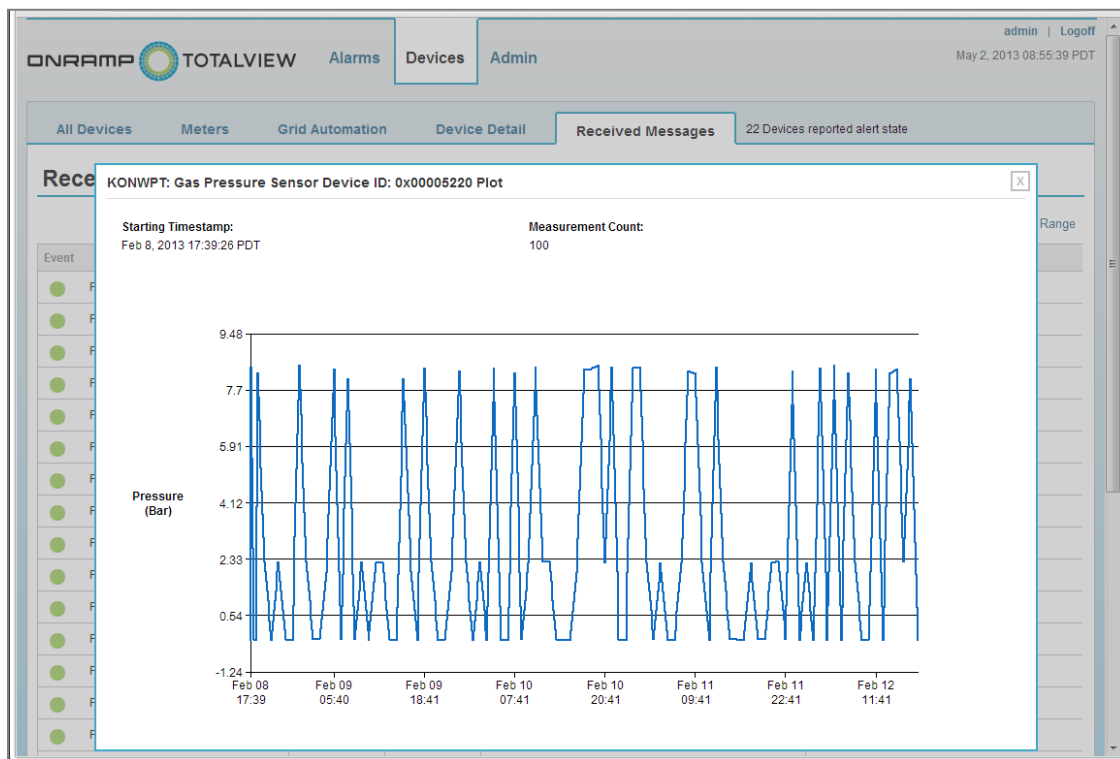 admin | Logoff
ONRAMP TOTALVIEW Alarms Devices Admin
May 2, 2013 08:55:39 PDT
All Devices Meters Grid Automation Device Detail Received Messages 22 Devices reported alert state
Rece
KONWPT: Gas Pressure Sensor Device ID: 0x00005220 Plot X
Starting Timestamp: Measurement Count:
Range
Feb 8, 2013 17:39:26 PDT 100
Event
9.48
7.7
5.91
Pressure
(Bar)
4.12
2.33
0.54
-1.24
Feb 08 Feb 09 Feb 09 Feb 10 Feb 10 Feb 11 Feb 11 Feb 12
17:39 05:40 18:41 07:41 20:41 09:41 22:41 11:41